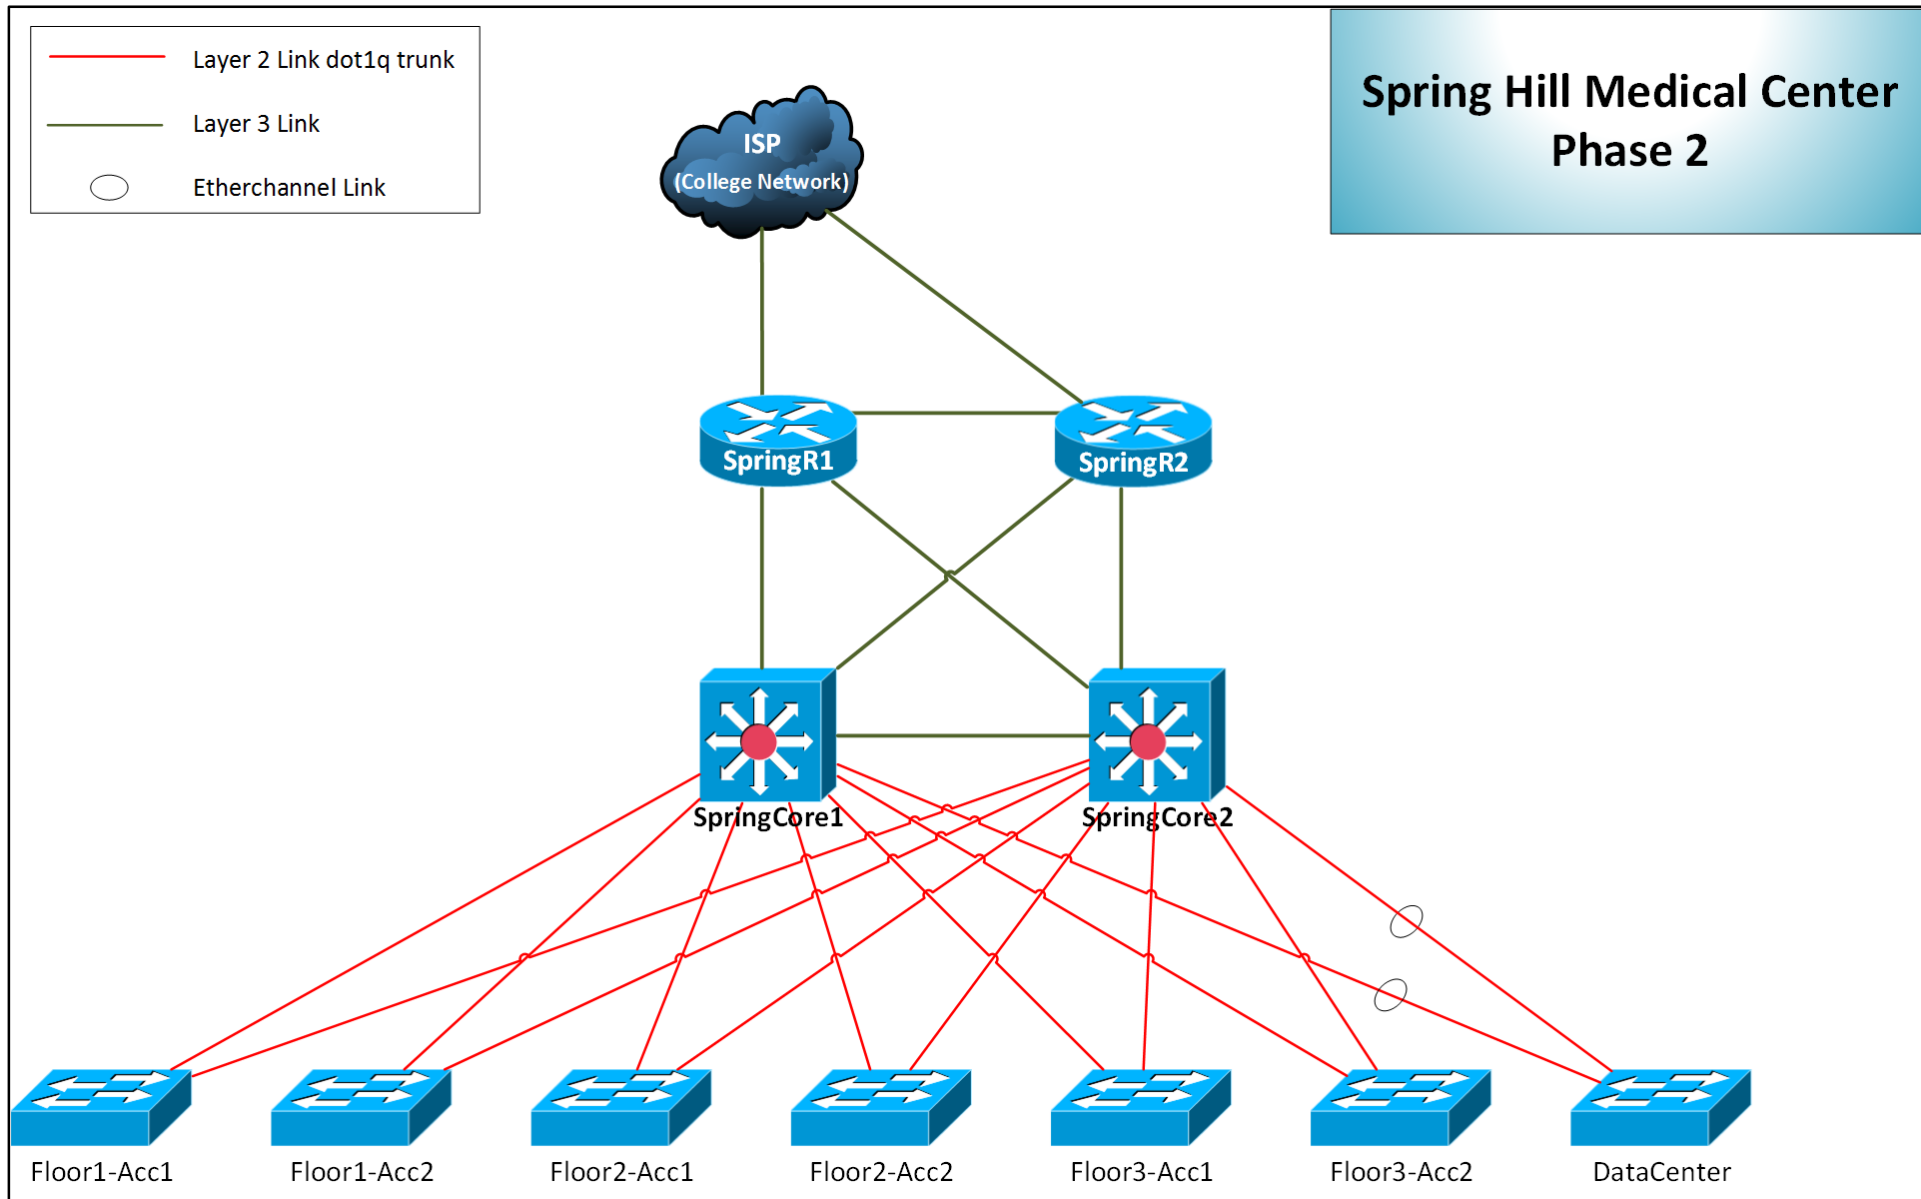 Layer 2 Link dot1q trunk
Layer 3 Link
Etherchannel Link
Spring Hill Medical Center
Phase 2
ISP
(College Network)
SpringR1
SpringR2
SpringCore1
SpringCore2
Floor1-Acc1
Floor1-Acc2
Floor2-Acc1
Floor2-Acc2
Floor3-Acc1
Floor3-Acc2
DataCenter